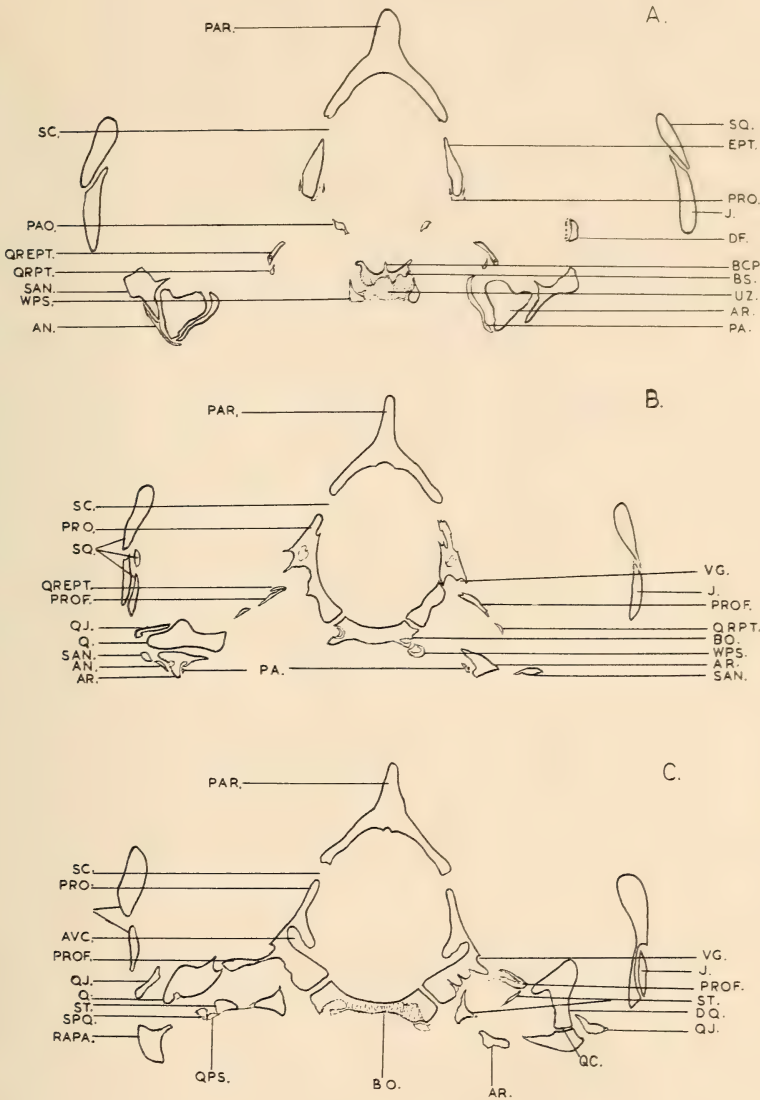 A.
PAR.
SC.
PAO.
QREPT.
QRPT.
SAN.
WPS.
AN.
SQ.
EPT.
PRO.
J.
DF.
BCP.
BS.
UZ.
AR.
PA.
B.
PAR.
SC.
PRO.
SQ.
QREPT.
PROF.
QJ.
Q.
SAN.
AN.
AR.
PA.
VG.
J.
PROF.
QRPT.
BO.
WPS.
AR.
SAN.
C.
PAR.
SC.
PRO.
AVC.
PROF.
QJ.
Q.
ST.
SPQ.
RAPA.
QPS.
BO.
AR.
QC.
VG.
J.
PROF.
ST.
DQ.
QJ.